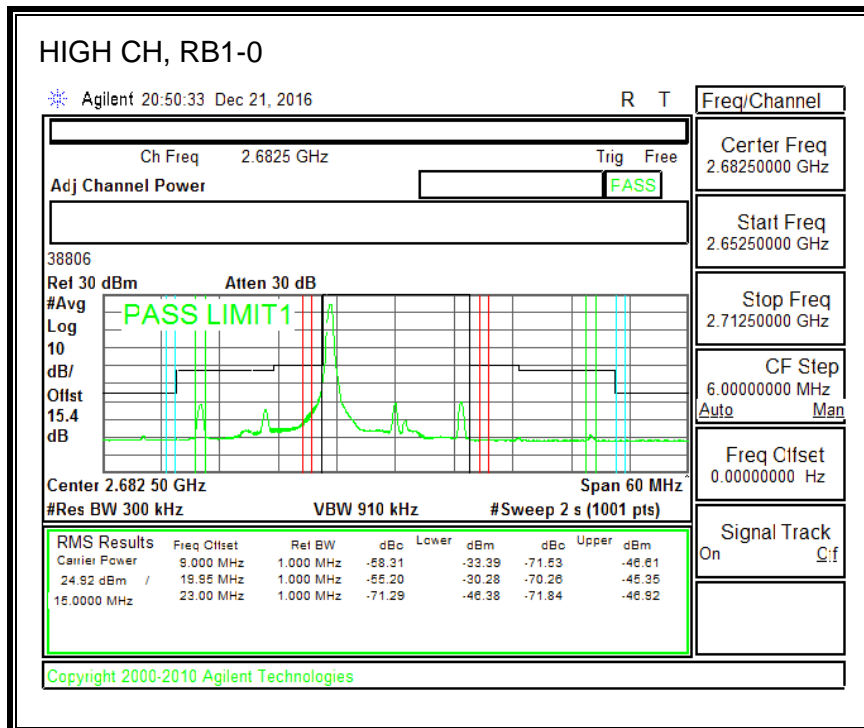 HIGH CH, RB1-0
Agilent 20:50:33 Dec 21, 2016 R T
Freq/Channel
Ch Freq 2.6825 GHz Trig Free
Adj Channel Power PASS
Center Freq
2.68250000 GHz
Start Freq
2.65250000 GHz
Stop Freq
2.71250000 GHz
CF Step
6.00000000 MHz
Auto Man
Freq Offset
0.00000000 Hz
Signal Track
On Off
38806
Ref 30 dBm Atten 30 dB
#Avg
Log
10
dB/
Offst
15.4
dB
PASS LIMIT1
Center 2.682 50 GHz Span 60 MHz
#Res BW 300 kHz VBW 910 kHz #Sweep 2 s (1001 pts)
RMS Results Freq Offset Ref BW dBc Lower dBm dBc Upper dBm
Carrier Power 9.000 MHz 1.000 MHz -58.31 -33.39 -71.53 -46.61
24.92 dBm / 19.95 MHz 1.000 MHz -55.20 -30.28 -70.26 -45.35
15.0000 MHz 23.00 MHz 1.000 MHz -71.29 -46.38 -71.84 -46.92
Copyright 2000-2010 Agilent Technologies